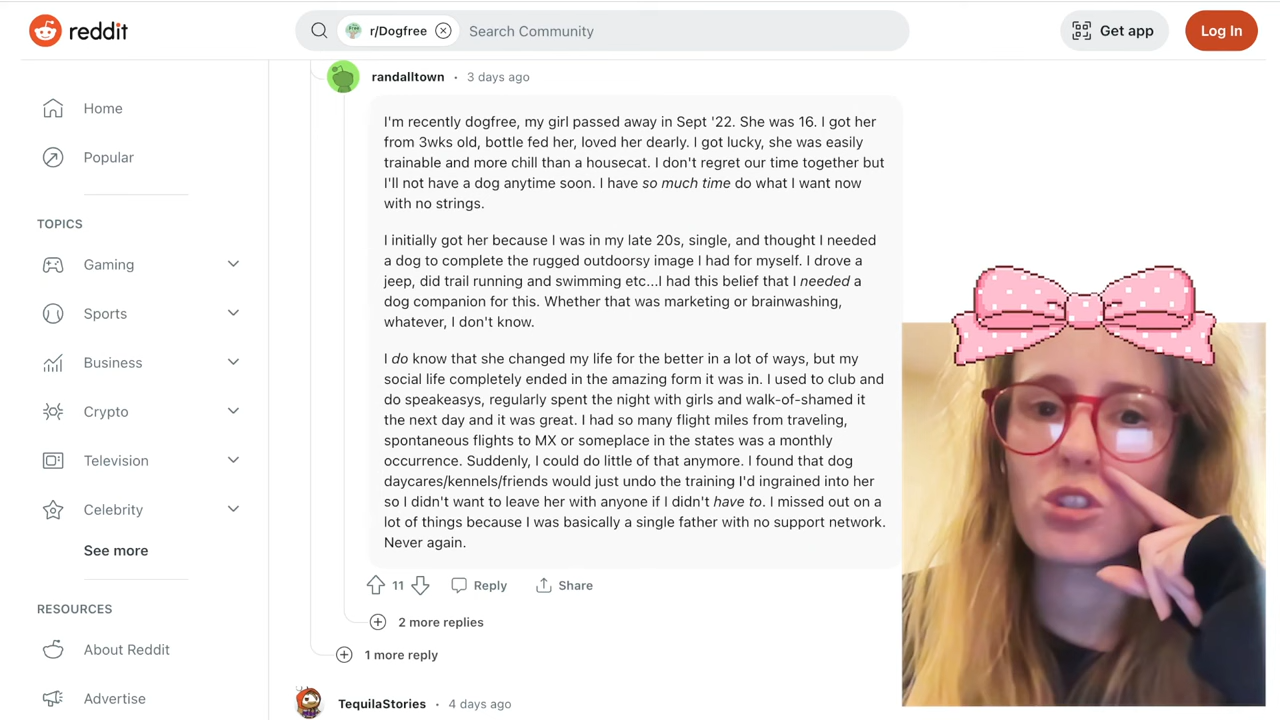 reddit
r/Dogfree
Search Community
Get app
Log In
Home
Popular
TOPICS
Gaming
Sports
Business
Crypto
Television
Celebrity
See more
RESOURCES
About Reddit
Advertise
randalltown • 3 days ago
I'm recently dogfree, my girl passed away in Sept '22. She was 16. I got her
from 3wks old, bottle fed her, loved her dearly. I got lucky, she was easily
trainable and more chill than a housecat. I don't regret our time together but
I'll not have a dog anytime soon. I have so much time do what I want now
with no strings.
I initially got her because I was in my late 20s, single, and thought I needed
a dog to complete the rugged outdoorsy image I had for myself. I drove a
jeep, did trail running and swimming etc...I had this belief that I needed a
dog companion for this. Whether that was marketing or brainwashing,
whatever, I don't know.
I do know that she changed my life for the better in a lot of ways, but my
social life completely ended in the amazing form it was in. I used to club and
do speakeasys, regularly spent the night with girls and walk-of-shamed it
the next day and it was great. I had so many flight miles from traveling,
spontaneous flights to MX or someplace in the states was a monthly
occurrence. Suddenly, I could do little of that anymore. I found that dog
daycares/kennels/friends would just undo the training I'd ingrained into her
so I didn't want to leave her with anyone if I didn't have to. I missed out on a
lot of things because I was basically a single father with no support network.
Never again.
11
Reply
Share
2 more replies
1 more reply
TequilaStories • 4 days ago